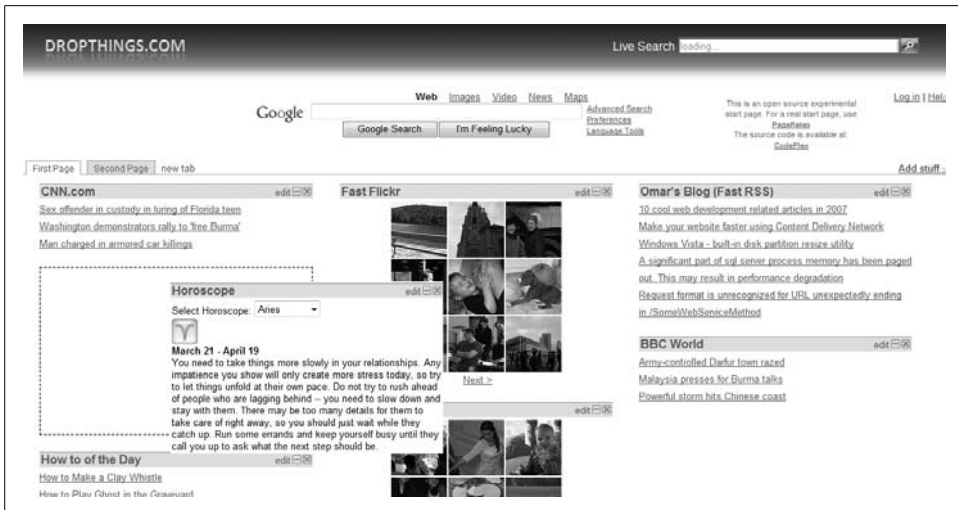 DROPTHINGS.COM
Live Search loading...
Web Images Video News Maps
Google
Advanced Search
Preferences
Language Tools
Google Search I'm Feeling Lucky
This is an open source experimental
start page. For a real start page, use
Pageflakes
The source code is available at:
CodePlex
Log in | Help
First Page Second Page new tab
Add stuff
CNN.com edit
Sex offender in custody in luring of Florida teen
Washington demonstrators rally to 'free Burma'
Man charged in armored car killings
Horoscope edit
Select Horoscope: Aries
March 21 - April 19
You need to take things more slowly in your relationships. Any
impatience you show will only create more stress today, so try
to let things unfold at their own pace. Do not try to rush ahead
of people who are lagging behind -- you need to slow down and
stay with them. There may be too many details for them to
take care of right away, so you should just wait while they
catch up. Run some errands and keep yourself busy until they
call you up to ask what the next step should be.
How to of the Day edit
How to Make a Clay Whistle
How to Play Ghost in the Graveyard
Fast Flickr edit
Next >
edit
Omar's Blog (Fast RSS) edit
10 cool web development related articles in 2007
Make your website faster using Content Delivery Network
Windows Vista - built-in disk partition resize utility
A significant part of sql server process memory has been paged
out. This may result in performance degradation
Request format is unrecognized for URL unexpectedly ending
in /SomeWebServiceMethod
BBC World edit
Army-controlled Darfur town razed
Malaysia presses for Burma talks
Powerful storm hits Chinese coast